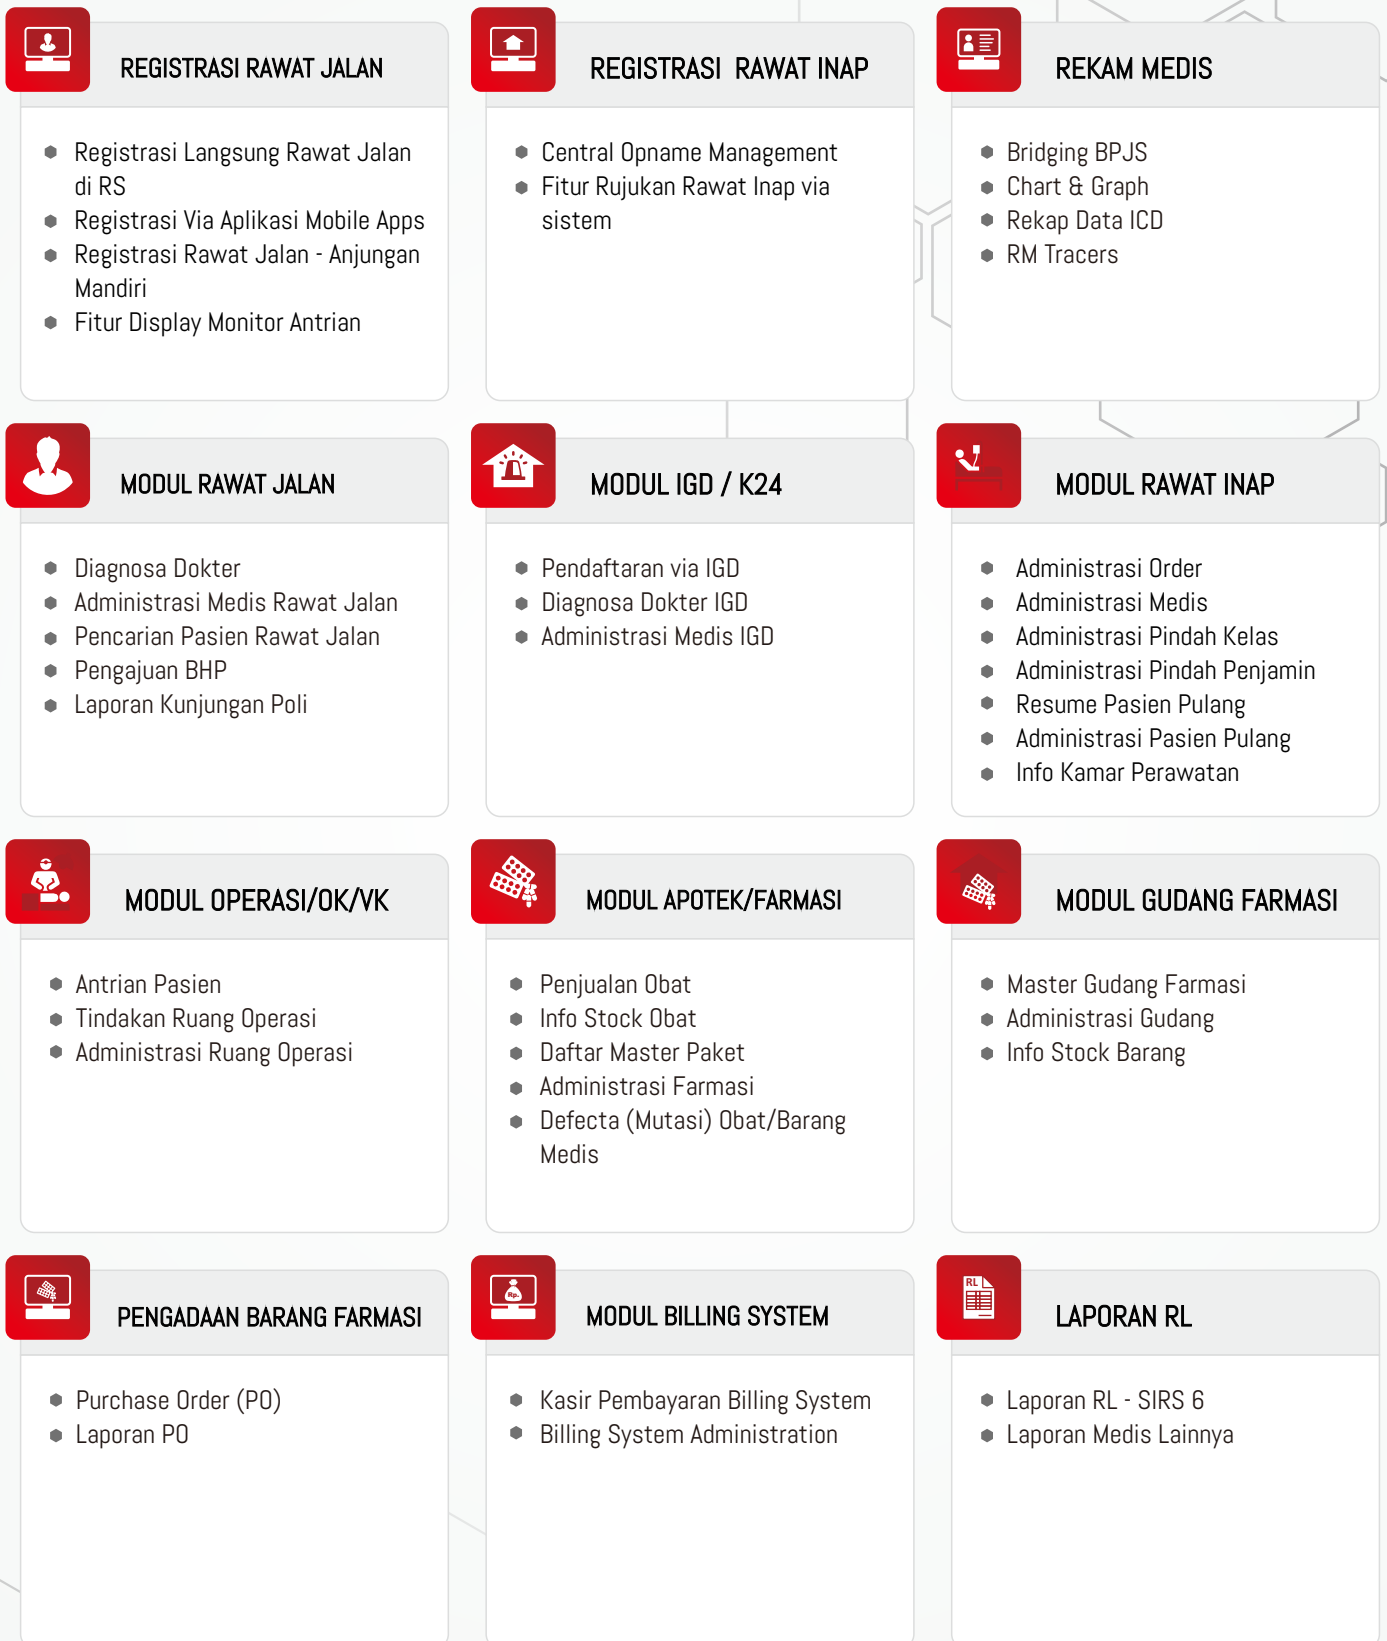 REGISTRASI RAWAT JALAN
Registrasi Langsung Rawat Jalan
di RS
Registrasi Via Aplikasi Mobile Apps
Registrasi Rawat Jalan - Anjungan
Mandiri
Fitur Display Monitor Antrian
REGISTRASI RAWAT INAP
Central Opname Management
Fitur Rujukan Rawat Inap via
sistem
REKAM MEDIS
Bridging BPJS
Chart & Graph
Rekap Data ICD
RM Tracers
MODUL RAWAT JALAN
Diagnosa Dokter
Administrasi Medis Rawat Jalan
Pencarian Pasien Rawat Jalan
Pengajuan BHP
Laporan Kunjungan Poli
MODUL IGD / K24
Pendaftaran via IGD
Diagnosa Dokter IGD
Administrasi Medis IGD
MODUL RAWAT INAP
Administrasi Order
Administrasi Medis
Administrasi Pindah Kelas
Administrasi Pindah Penjamin
Resume Pasien Pulang
Administrasi Pasien Pulang
Info Kamar Perawatan
MODUL OPERASI/OK/VK
Antrian Pasien
Tindakan Ruang Operasi
Administrasi Ruang Operasi
MODUL APOTEK/FARMASI
Penjualan Obat
Info Stock Obat
Daftar Master Paket
Administrasi Farmasi
Defecta (Mutasi) Obat/Barang
Medis
MODUL GUDANG FARMASI
Master Gudang Farmasi
Administrasi Gudang
Info Stock Barang
PENGADAAN BARANG FARMASI
Purchase Order (PO)
Laporan PO
Rp.
MODUL BILLING SYSTEM
Kasir Pembayaran Billing System
Billing System Administration
RL
LAPORAN RL
Laporan RL - SIRS 6
Laporan Medis Lainnya